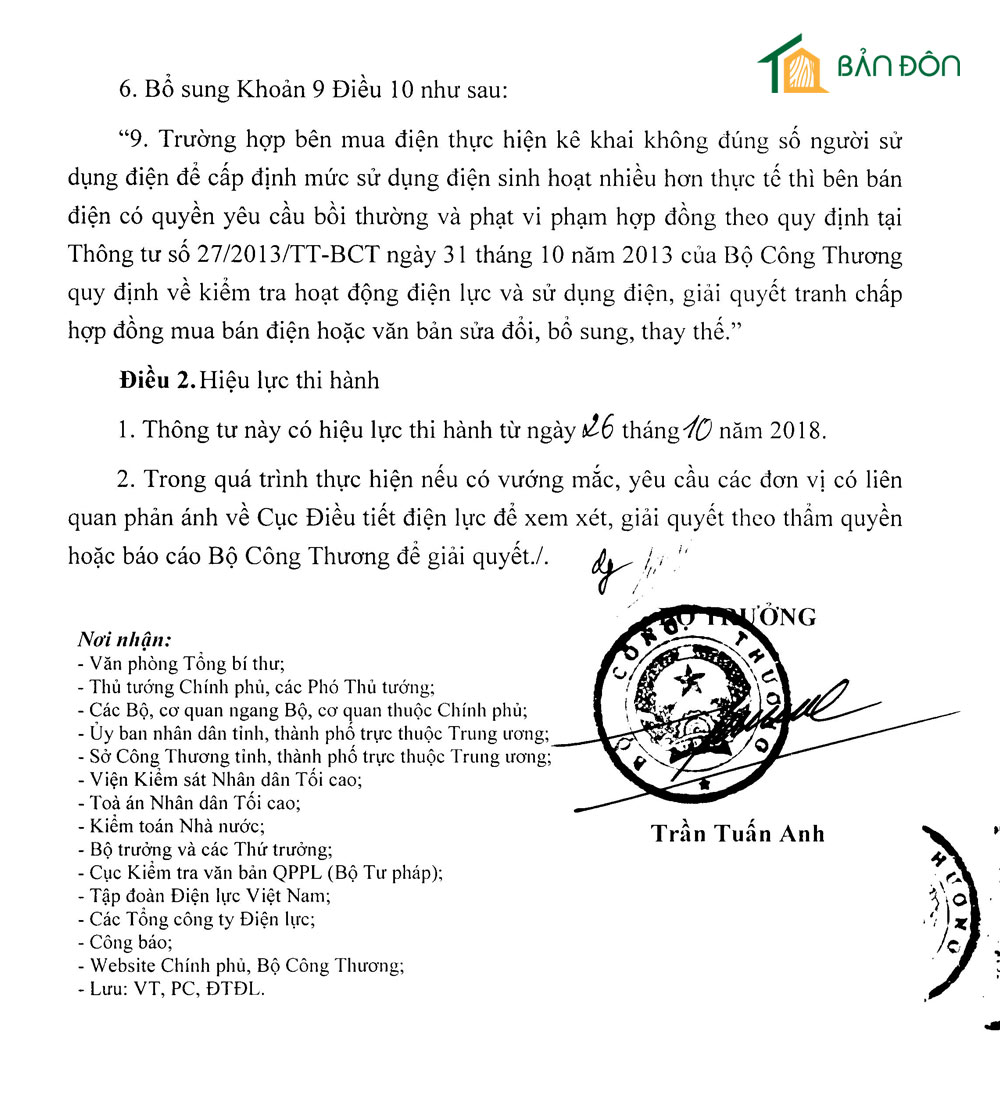 BẢN ĐÔN
6. Bổ sung Khoản 9 Điều 10 như sau:
“9. Trường hợp bên mua điện thực hiện kê khai không đúng số người sử
dụng điện để cấp định mức sử dụng điện sinh hoạt nhiều hơn thực tế thì bên bán
điện có quyền yêu cầu bồi thường và phạt vi phạm hợp đồng theo quy định tại
Thông tư số 27/2013/TT-BCT ngày 31 tháng 10 năm 2013 của Bộ Công Thương
quy định về kiểm tra hoạt động điện lực và sử dụng điện, giải quyết tranh chấp
hợp đồng mua bán điện hoặc văn bản sửa đổi, bổ sung, thay thế.”
Điều 2. Hiệu lực thi hành
1. Thông tư này có hiệu lực thi hành từ ngày 26 tháng 10 năm 2018.
2. Trong quá trình thực hiện nếu có vướng mắc, yêu cầu các đơn vị có liên
quan phản ánh về Cục Điều tiết điện lực để xem xét, giải quyết theo thẩm quyền
hoặc báo cáo Bộ Công Thương để giải quyết./.
BỘ TRƯỞNG
BỘ CÔNG THƯƠNG
Trần Tuấn Anh
Nơi nhận:
- Văn phòng Tổng bí thư;
- Thủ tướng Chính phủ, các Phó Thủ tướng;
- Các Bộ, cơ quan ngang Bộ, cơ quan thuộc Chính phủ;
- Ủy ban nhân dân tỉnh, thành phố trực thuộc Trung ương;
- Sở Công Thương tỉnh, thành phố trực thuộc Trung ương;
- Viện Kiểm sát Nhân dân Tối cao;
- Toà án Nhân dân Tối cao;
- Kiểm toán Nhà nước;
- Bộ trưởng và các Thứ trưởng;
- Cục Kiểm tra văn bản QPPL (Bộ Tư pháp);
- Tập đoàn Điện lực Việt Nam;
- Các Tổng công ty Điện lực;
- Công báo;
- Website Chính phủ, Bộ Công Thương;
- Lưu: VT, PC, ĐTĐL.
HƯƠNG